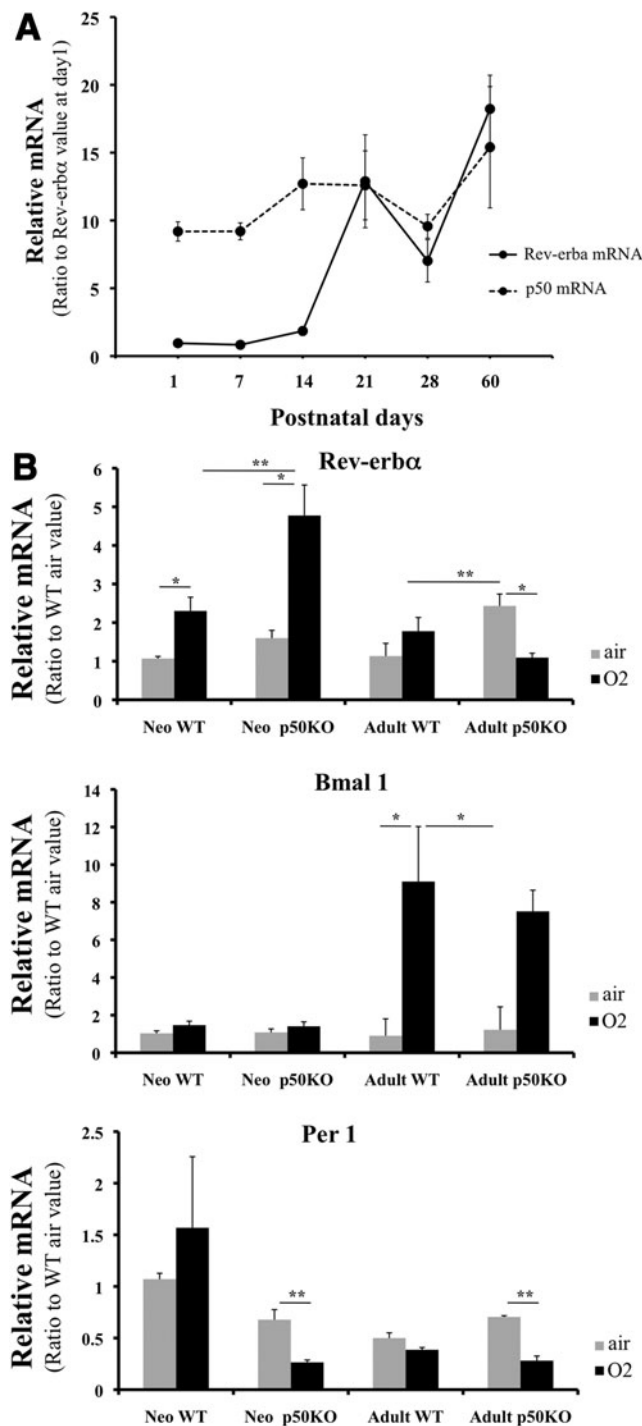 A
Relative mRNA
(Ratio to Rev-erbα value at day1)
25
20
15
10
5
0
Rev-erba mRNA
p50 mRNA
1 7 14 21 28 60
Postnatal days
B
Rev-erbα
Relative mRNA
(Ratio to WT air value)
6
5
4
3
2
1
0
**
*
*
**
*
air
O2
Neo WT Neo p50KO Adult WT Adult p50KO
Bmal 1
Relative mRNA
(Ratio to WT air value)
14
12
10
8
6
4
2
0
* *
air
O2
Neo WT Neo p50KO Adult WT Adult p50KO
Per 1
Relative mRNA
(Ratio to WT air value)
2.5
2
1.5
1
0.5
0
** **
air
O2
Neo WT Neo p50KO Adult WT Adult p50KO